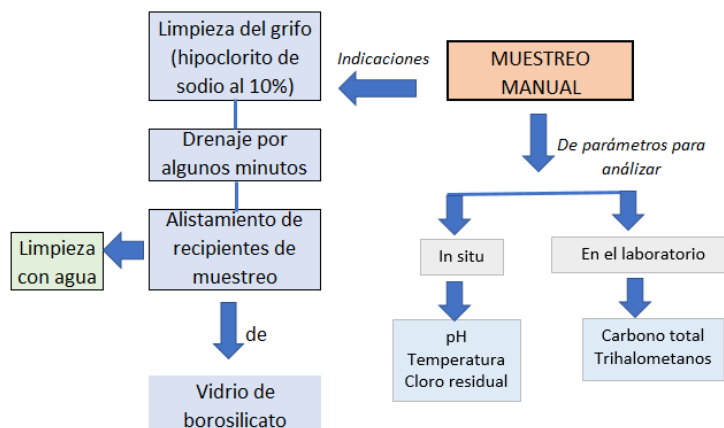 Limpieza del grifo
(hipoclorito de
sodio al 10%)
Indicaciones
MUESTREO
MANUAL
Drenaje por
algunos minutos
De parámetros para
análizar
Alistamiento de
recipientes de
muestreo
Limpieza
con agua
In situ
En el laboratorio
de
pH
Temperatura
Cloro residual
Carbono total
Trihalometanos
Vidrio de
borosilicato